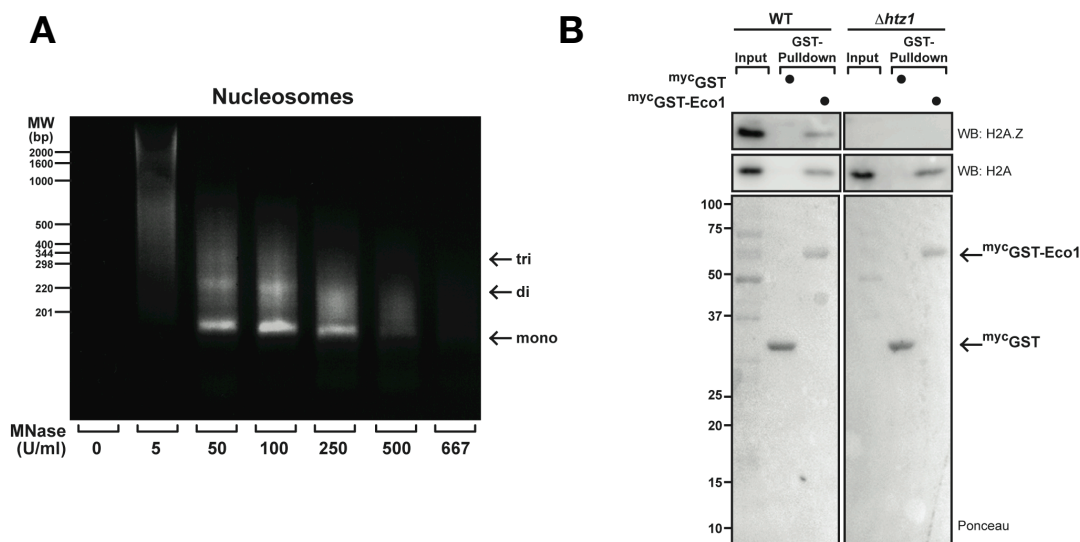 A
Nucleosomes
MW
(bp)
2000
1600
1000
500
400
344
298
220
201
tri
di
mono
MNase
(U/ml)
0 5 50 100 250 500 667
B
WT Δhtz1
GST- GST-
Input Pulldown Input Pulldown
mycGST
mycGST-Eco1
WB: H2A.Z
WB: H2A
100
75
50
37
25
20
15
10
mycGST-Eco1
mycGST
Ponceau